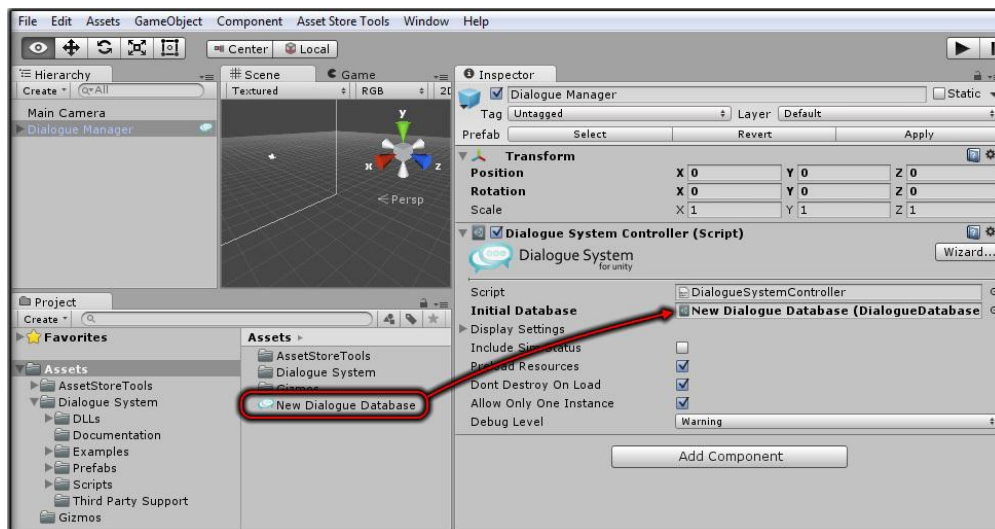 File Edit Assets GameObject Component Asset Store Tools Window Help
Center Local
Hierarchy
Create All
Main Camera
Dialogue Manager
Scene Game
Textured RGB 2D
y
x z
Persp
Project
Create
Favorites
Assets
AssetStoreTools
Dialogue System
DLLs
Documentation
Examples
Prefabs
Scripts
Third Party Support
Gizmos
Assets
AssetStoreTools
Dialogue System
Gizmos
New Dialogue Database
Inspector
Dialogue Manager Static
Tag Untagged Layer Default
Prefab Select Revert Apply
Transform
Position X 0 Y 0 Z 0
Rotation X 0 Y 0 Z 0
Scale X 1 Y 1 Z 1
Dialogue System Controller (Script)
Dialogue System
for unity
Wizard...
Script DialogueSystemController
Initial Database New Dialogue Database (DialogueDatabase
Display Settings
Include Sim Status
Preload Resources
Dont Destroy On Load
Allow Only One Instance
Debug Level Warning
Add Component